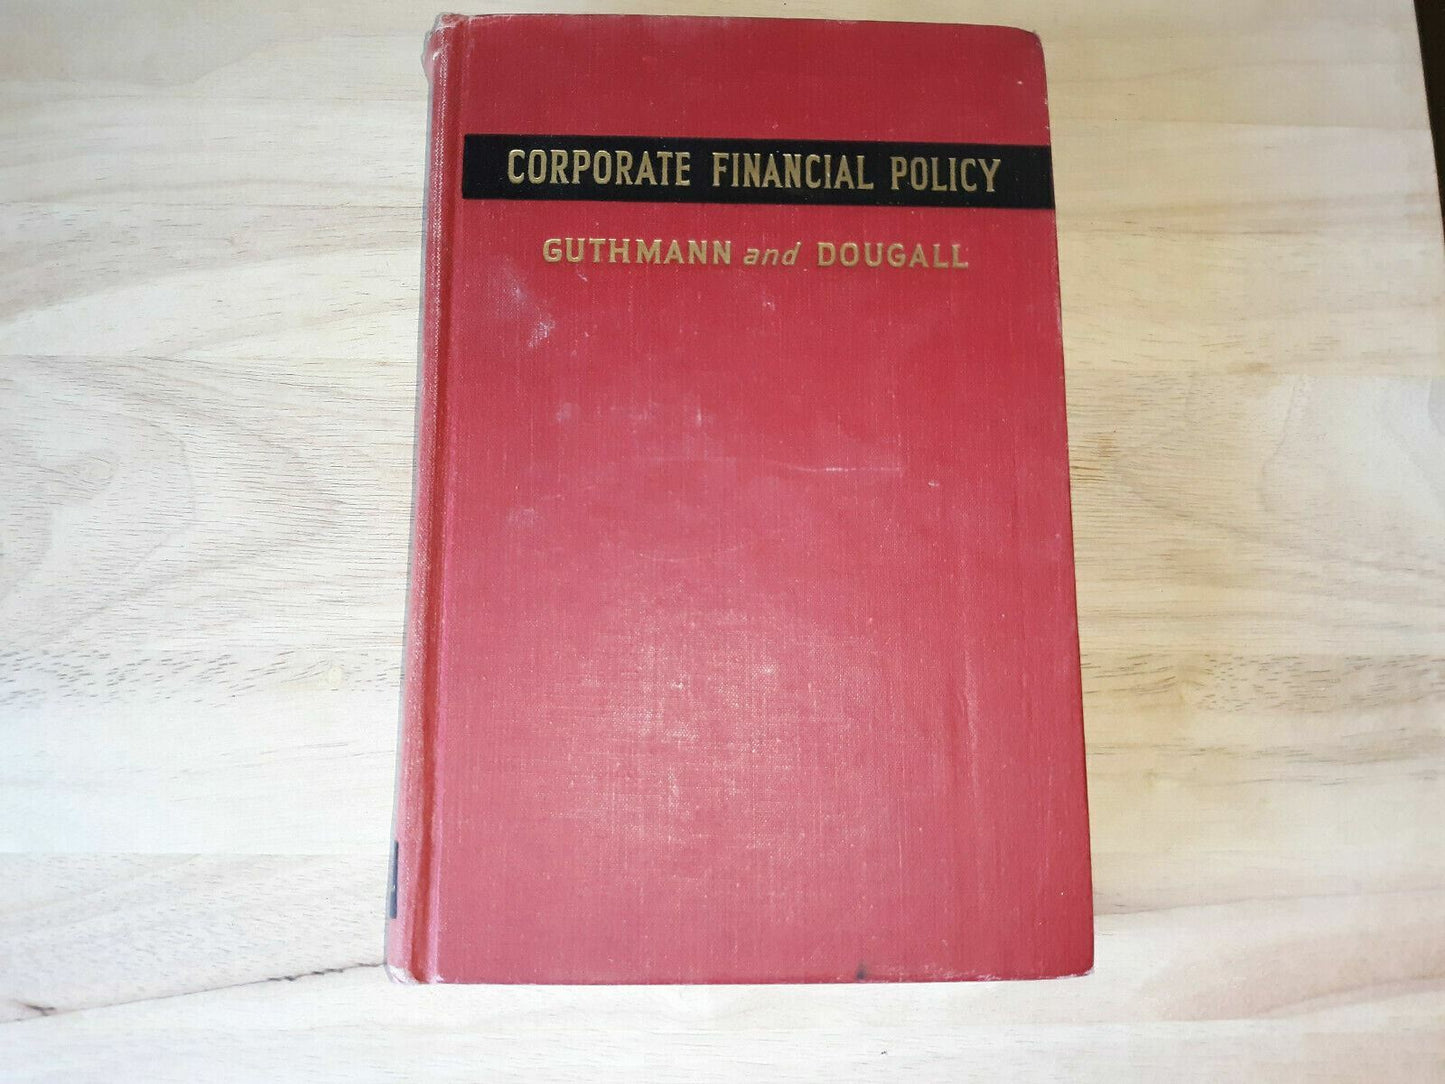 CORPORATE FINANCIAL POLICY
GUTHMANN and DOUGALL